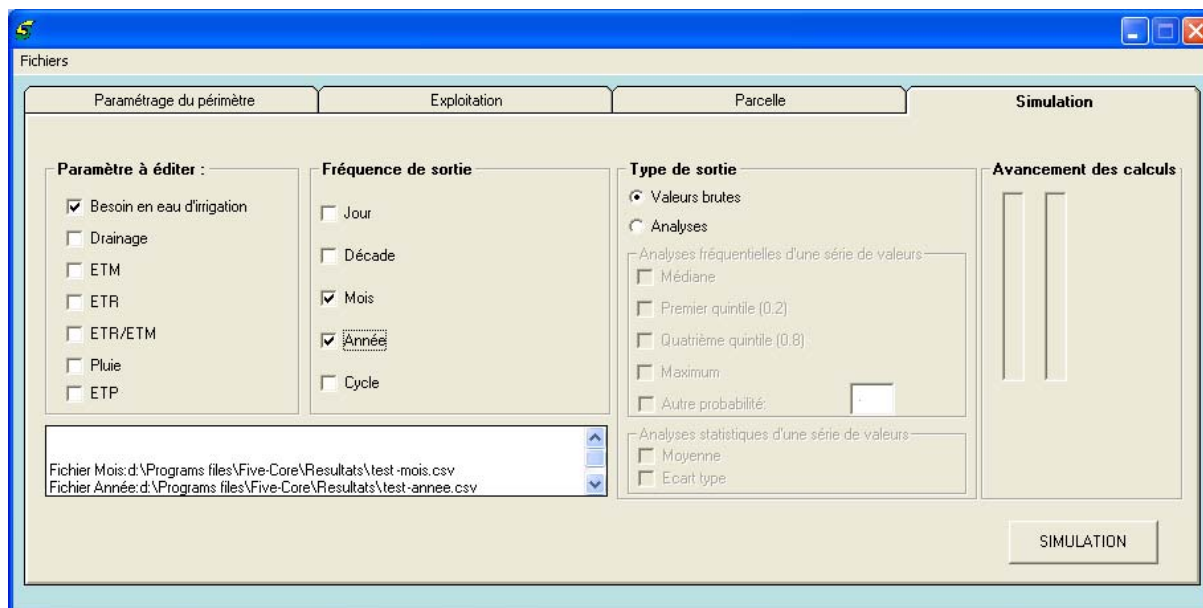 Fichiers
Paramétrage du périmètre
Exploitation
Parcelle
Simulation
Paramètre à éditer :
Besoin en eau d'irrigation
Drainage
ETM
ETR
ETR/ETM
Pluie
ETP
Fréquence de sortie
Jour
Décade
Mois
Année
Cycle
Type de sortie
Valeurs brutes
Analyses
Analyses fréquentielles d'une série de valeurs
Médiane
Premier quintile (0.2)
Quatrième quintile (0.8)
Maximum
Autre probabilité:
Analyses statistiques d'une série de valeurs
Moyenne
Ecart type
Avancement des calculs
Fichier Mois:d:\Programs files\Five-Core\Resultats\test-mois.csv
Fichier Année:d:\Programs files\Five-Core\Resultats\test-annee.csv
SIMULATION